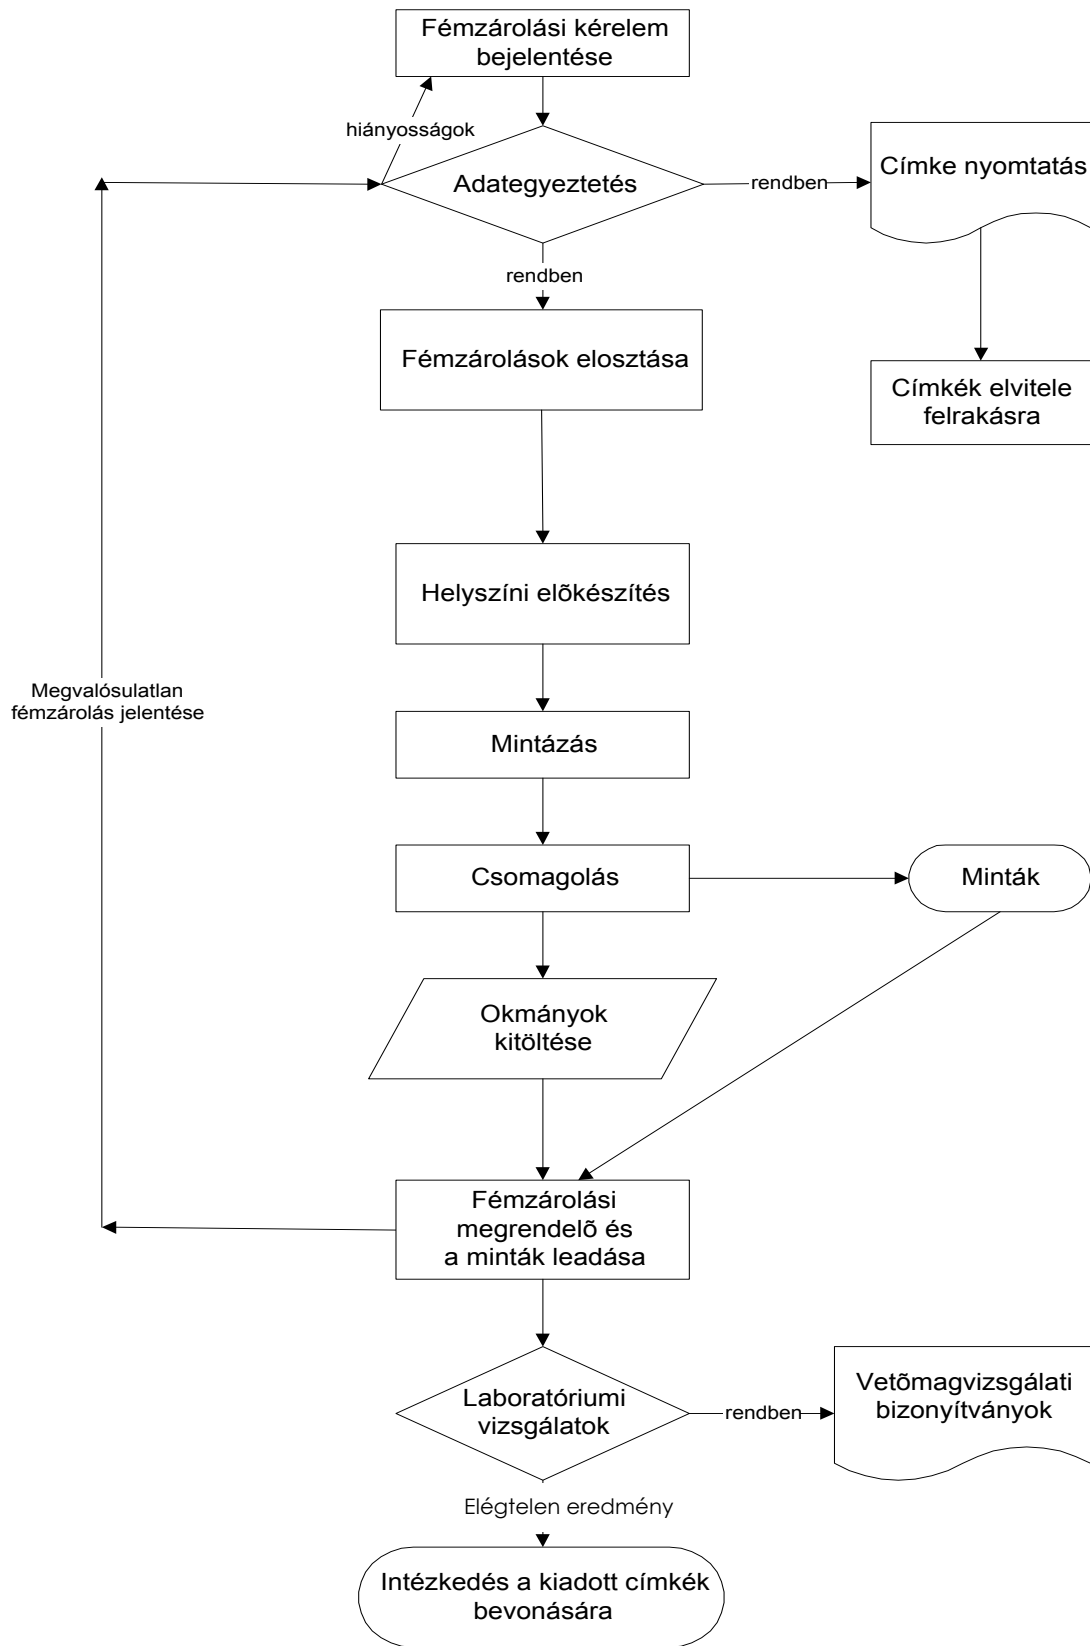 Fémzárolási kérelem
bejelentése
hiányosságok
Adategyeztetés
rendben
Címke nyomtatás
rendben
Fémzárolások elosztása
Címkék elvitele
felrakásra
Helyszíni elõkészítés
Megvalósulatlan
fémzárolás jelentése
Mintázás
Csomagolás
Minták
Okmányok
kitöltése
Fémzárolási
megrendelõ és
a minták leadása
Laboratóriumi
vizsgálatok
rendben
Vetõmagvizsgálati
bizonyítványok
Elégtelen eredmény
Intézkedés a kiadott címkék
bevonására